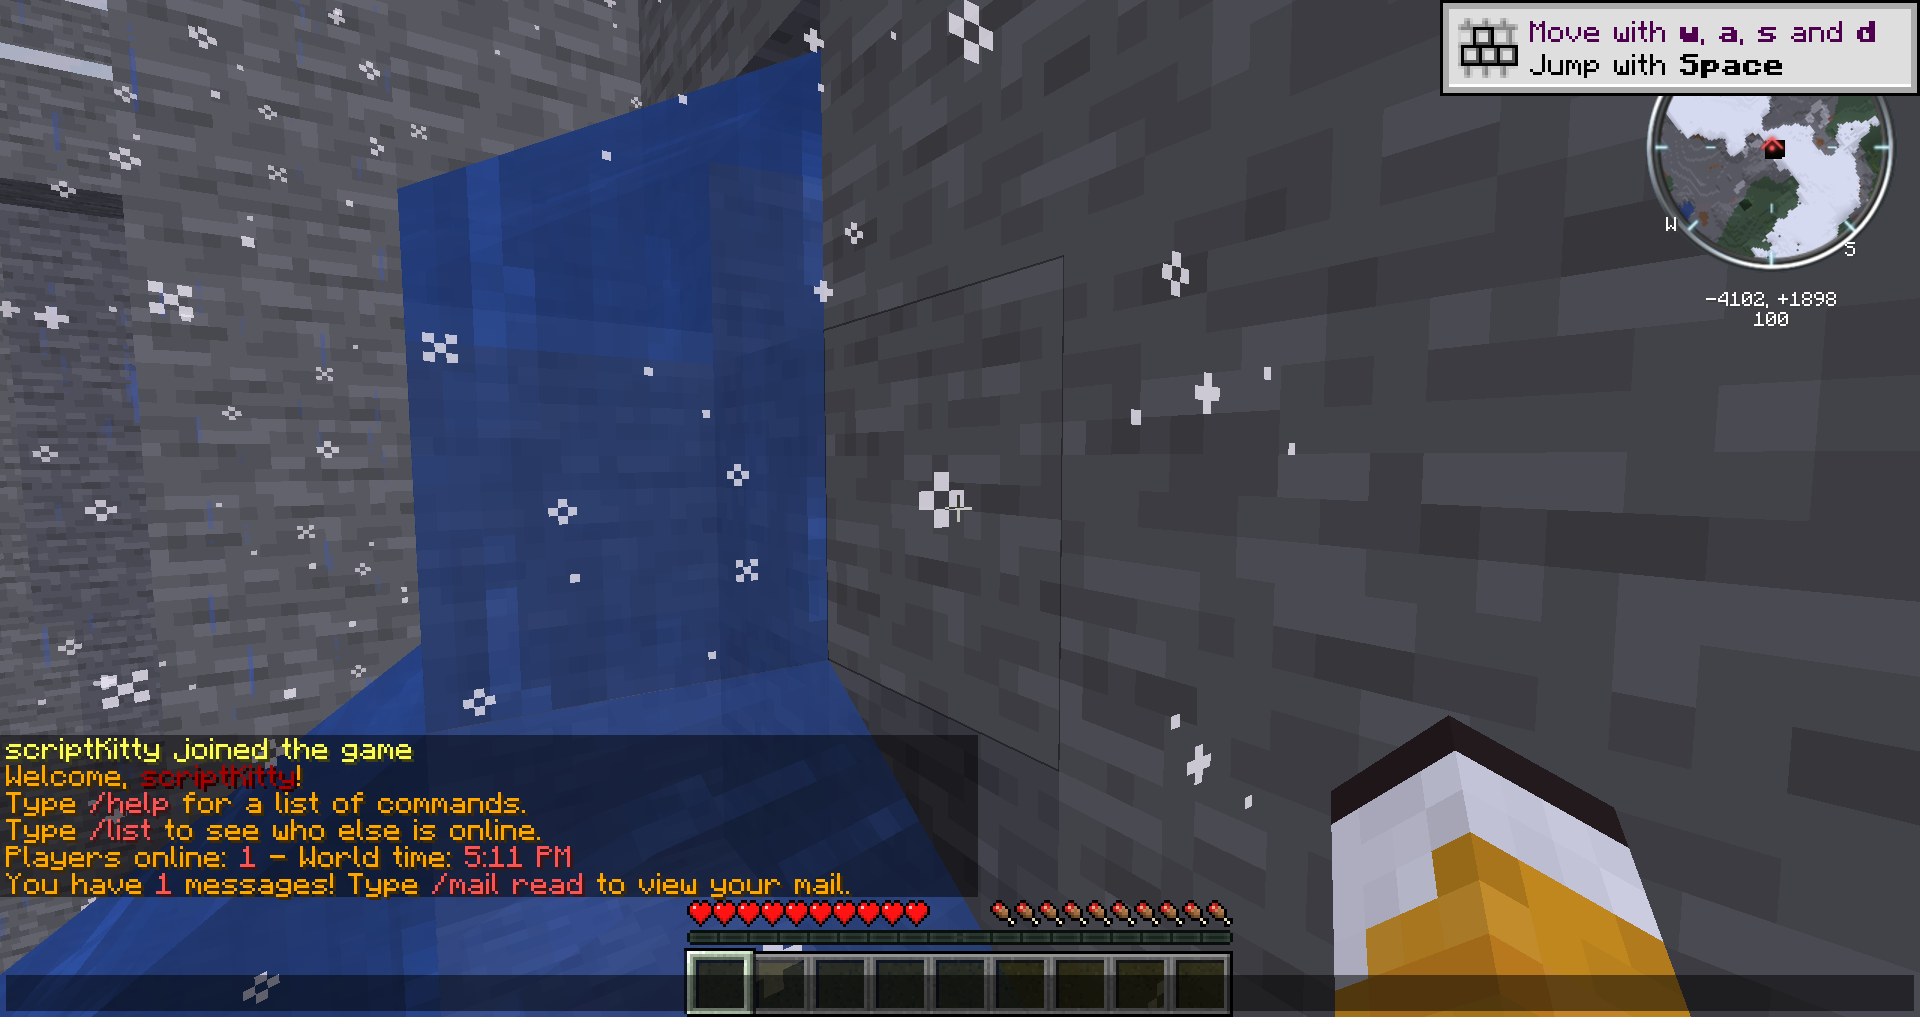 Move with w, a, s and d
Jump with Space
W
S
-4102, +1898
100
scriptKitty joined the game
Welcome, scriptKitty!
Type /help for a list of commands.
Type /list to see who else is online.
Players online: 1 - World time: 5:11 PM
You have 1 messages! Type /mail read to view your mail.